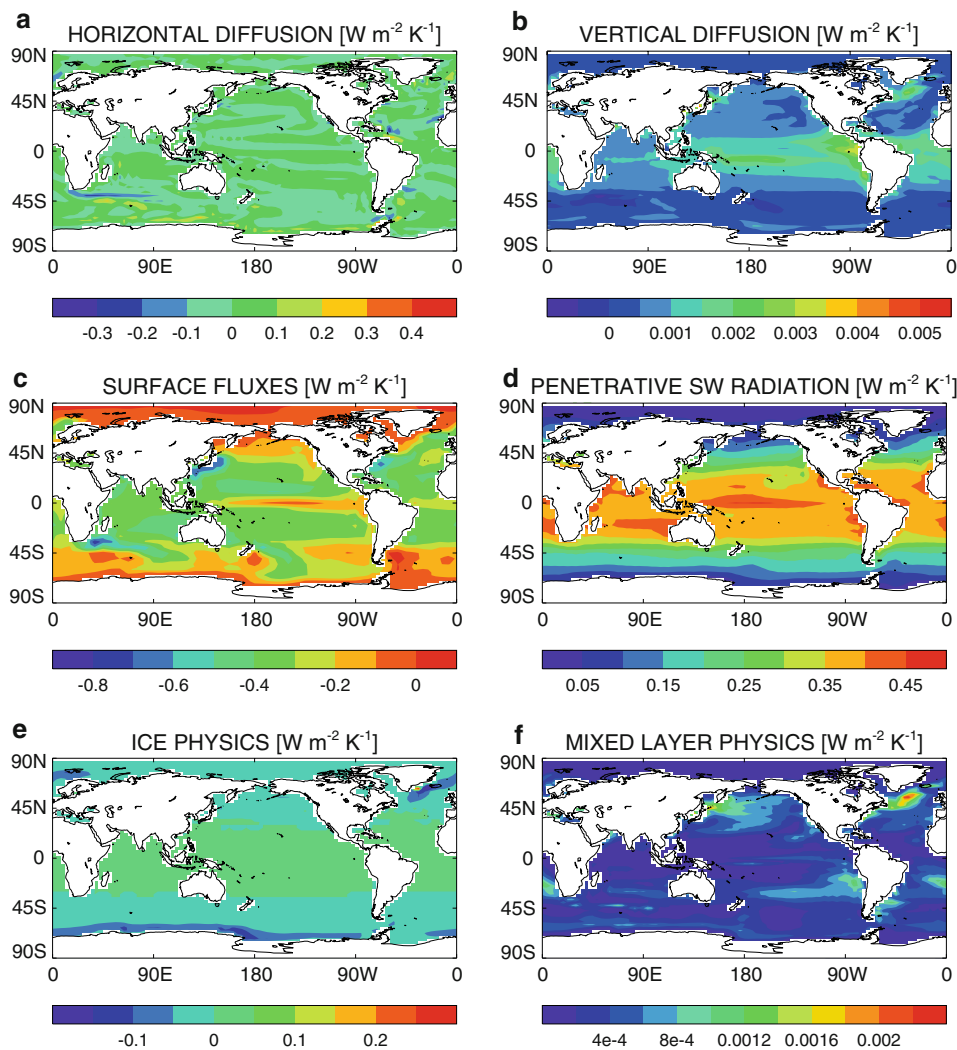 a
HORIZONTAL DIFFUSION [W m⁻² K⁻¹]
90N
45N
0
45S
90S
0 90E 180 90W 0
-0.3 -0.2 -0.1 0 0.1 0.2 0.3 0.4
b
VERTICAL DIFFUSION [W m⁻² K⁻¹]
90N
45N
0
45S
90S
0 90E 180 90W 0
0 0.001 0.002 0.003 0.004 0.005
c
SURFACE FLUXES [W m⁻² K⁻¹]
90N
45N
0
45S
90S
0 90E 180 90W 0
-0.8 -0.6 -0.4 -0.2 0
d
PENETRATIVE SW RADIATION [W m⁻² K⁻¹]
90N
45N
0
45S
90S
0 90E 180 90W 0
0.05 0.15 0.25 0.35 0.45
e
ICE PHYSICS [W m⁻² K⁻¹]
90N
45N
0
45S
90S
0 90E 180 90W 0
-0.1 0 0.1 0.2
f
MIXED LAYER PHYSICS [W m⁻² K⁻¹]
90N
45N
0
45S
90S
0 90E 180 90W 0
4e-4 8e-4 0.0012 0.0016 0.002